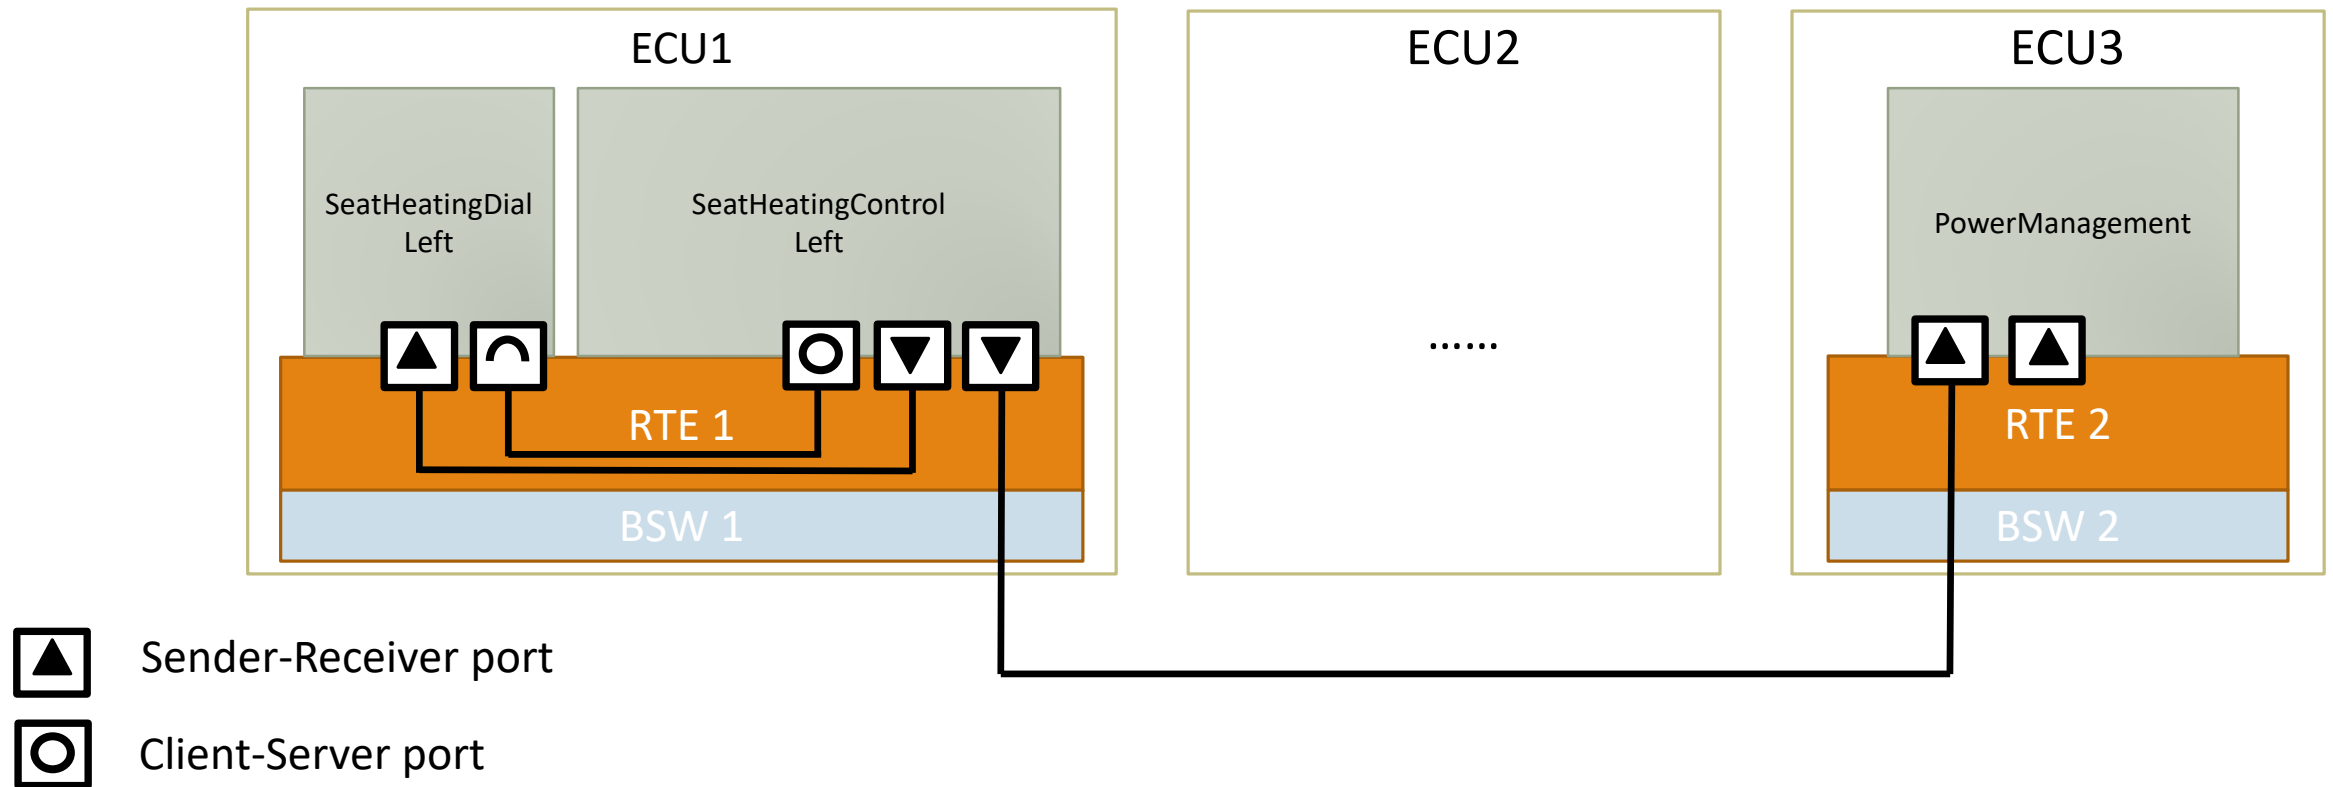 ECU1
ECU2
ECU3
SeatHeatingDial
Left
SeatHeatingControl
Left
PowerManagement
......
RTE 1
RTE 2
BSW 1
BSW 2
Sender-Receiver port
Client-Server port